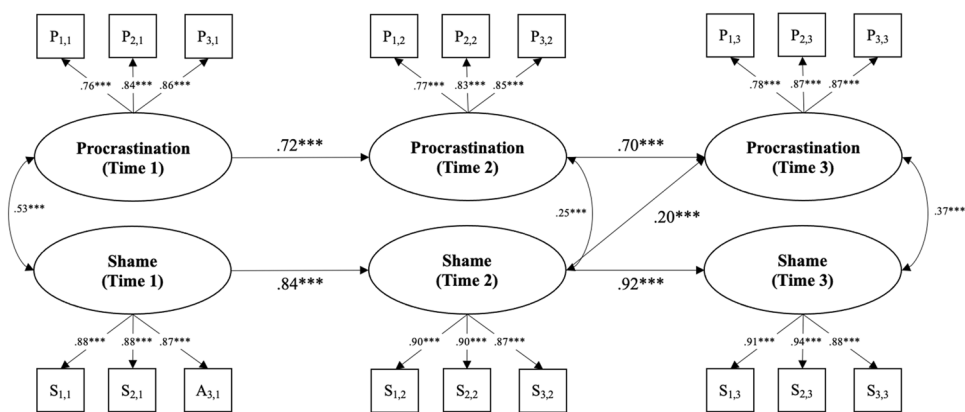 P1,1 P2,1 P3,1 P1,2 P2,2 P3,2 P1,3 P2,3 P3,3
.76*** .84*** .86*** .77*** .83*** .85*** .78*** .87*** .87***
Procrastination
(Time 1)
.72***
Procrastination
(Time 2)
.70***
Procrastination
(Time 3)
.53*** .25*** .20*** .37***
Shame
(Time 1)
.84***
Shame
(Time 2)
.92***
Shame
(Time 3)
.88*** .88*** .87*** .90*** .90*** .87*** .91*** .94*** .88***
S1,1 S2,1 A3,1 S1,2 S2,2 S3,2 S1,3 S2,3 S3,3